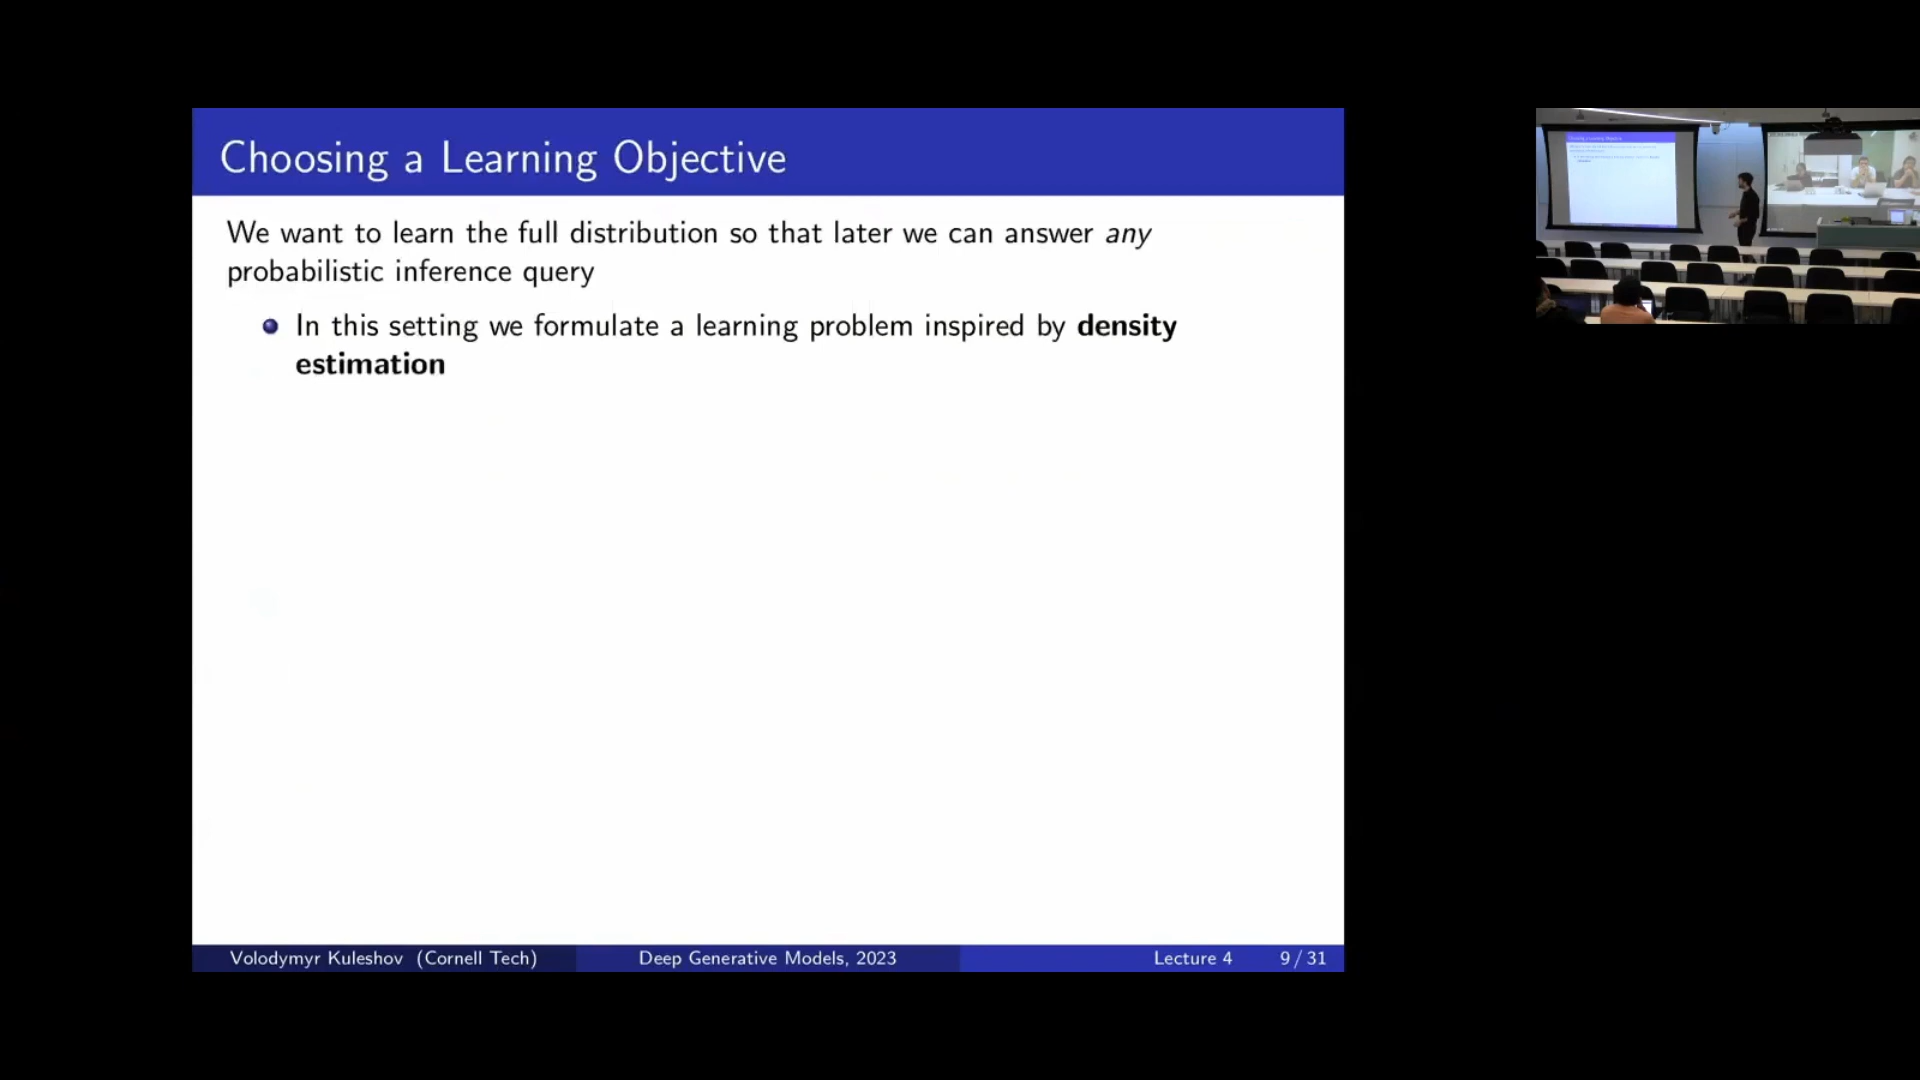 Choosing a Learning Objective
We want to learn the full distribution so that later we can answer any
probabilistic inference query
In this setting we formulate a learning problem inspired by density
estimation
Volodymyr Kuleshov (Cornell Tech)
Deep Generative Models, 2023
Lecture 4
9 / 31